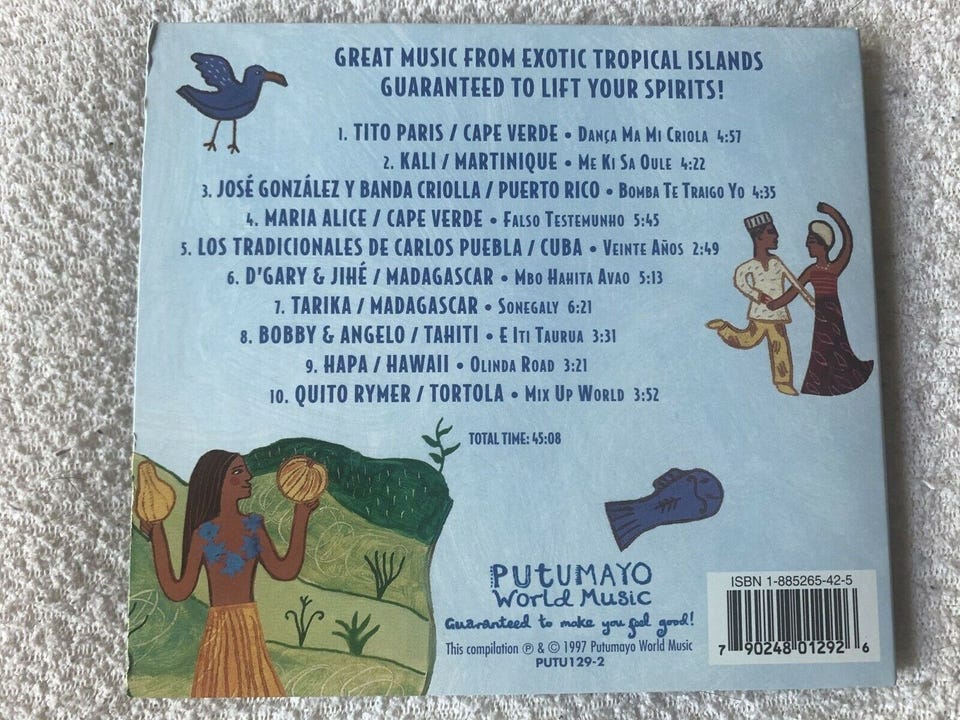 GREAT MUSIC FROM EXOTIC TROPICAL ISLANDS
GUARANTEED TO LIFT YOUR SPIRITS!
1. TITO PARIS / CAPE VERDE • DANÇA MA MI CRIOLA 4:57
2. KALI / MARTINIQUE • ME KI SA OULE 4:22
3. JOSÉ GONZÁLEZ Y BANDA CRIOLLA / PUERTO RICO • BOMBA TE TRAIGO YO 4:35
4. MARIA ALICE / CAPE VERDE • FALSO TESTEMUNHO 5:45
5. LOS TRADICIONALES DE CARLOS PUEBLA / CUBA • VEINTE AÑOS 2:49
6. D'GARY & JIHÉ / MADAGASCAR • MBO HAHITA AVAO 5:13
7. TARIKA / MADAGASCAR • SONEGALY 6:21
8. BOBBY & ANGELO / TAHITI • E ITI TAURUA 3:31
9. HAPA / HAWAII • OLINDA ROAD 3:21
10. QUITO RYMER / TORTOLA • MIX UP WORLD 3:52
TOTAL TIME: 45:08
PUTUMAYO
World Music
Guaranteed to make you feel good!
This compilation ℗ & © 1997 Putumayo World Music
PUTU129-2
ISBN 1-885265-42-5
7 90248 01292 6